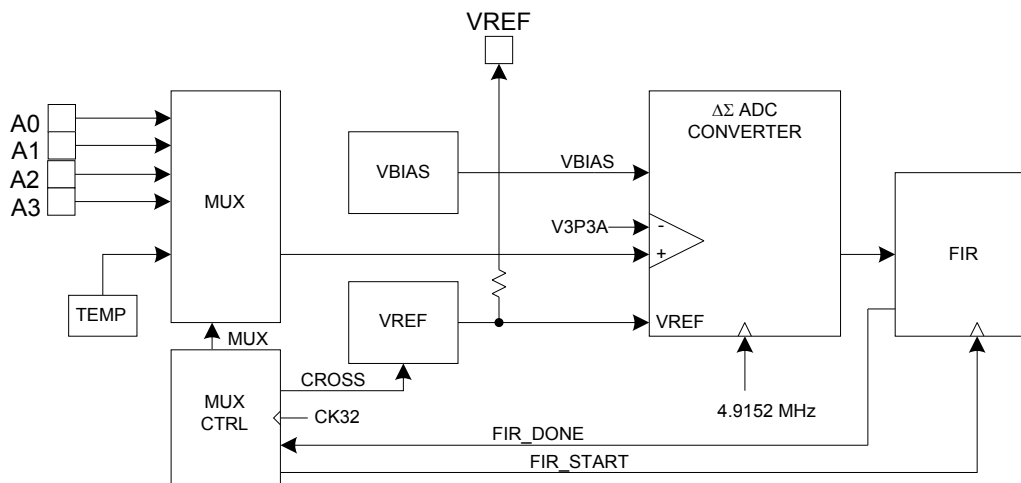 VREF
A0
A1
A2
A3
MUX
TEMP
VBIAS
VBIAS
ΔΣ ADC
CONVERTER
V3P3A
-
+
FIR
VREF
VREF
MUX
CROSS
MUX
CTRL
CK32
4.9152 MHz
FIR_DONE
FIR_START